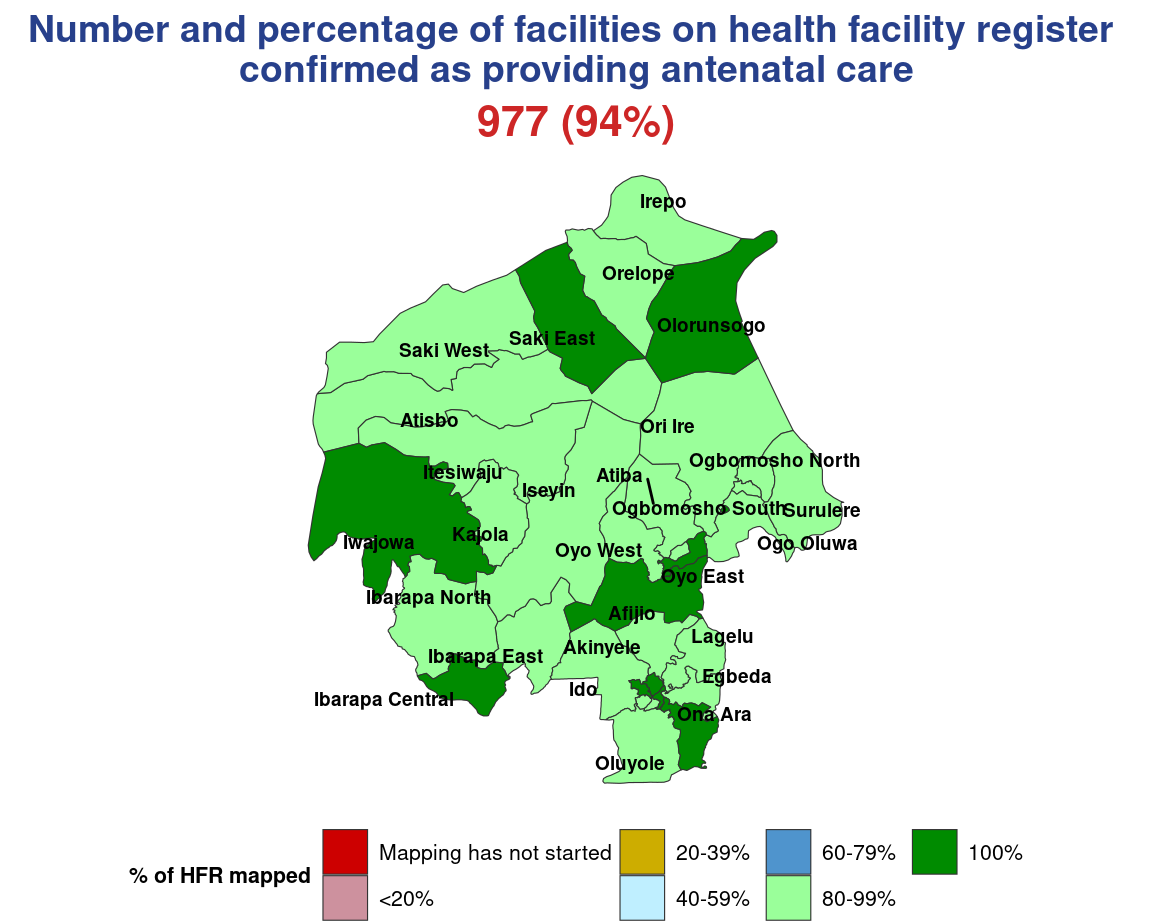 Number and percentage of facilities on health facility register
confirmed as providing antenatal care
977 (94%)
Irepo
Orelope
Olorunsogo
Saki East
Saki West
Atisbo
Ori Ire
Ogbomosho North
Itesiwaju
Atiba
Iseyin
Ogbomosho South
Surulere
Kajola
Iwajowa
Oyo West
Ogo Oluwa
Oyo East
Ibarapa North
Afijio
Lagelu
Akinyele
Ibarapa East
Egbeda
Ido
Ibarapa Central
Ona Ara
Oluyole
% of HFR mapped
Mapping has not started
<20%
20-39%
40-59%
60-79%
80-99%
100%